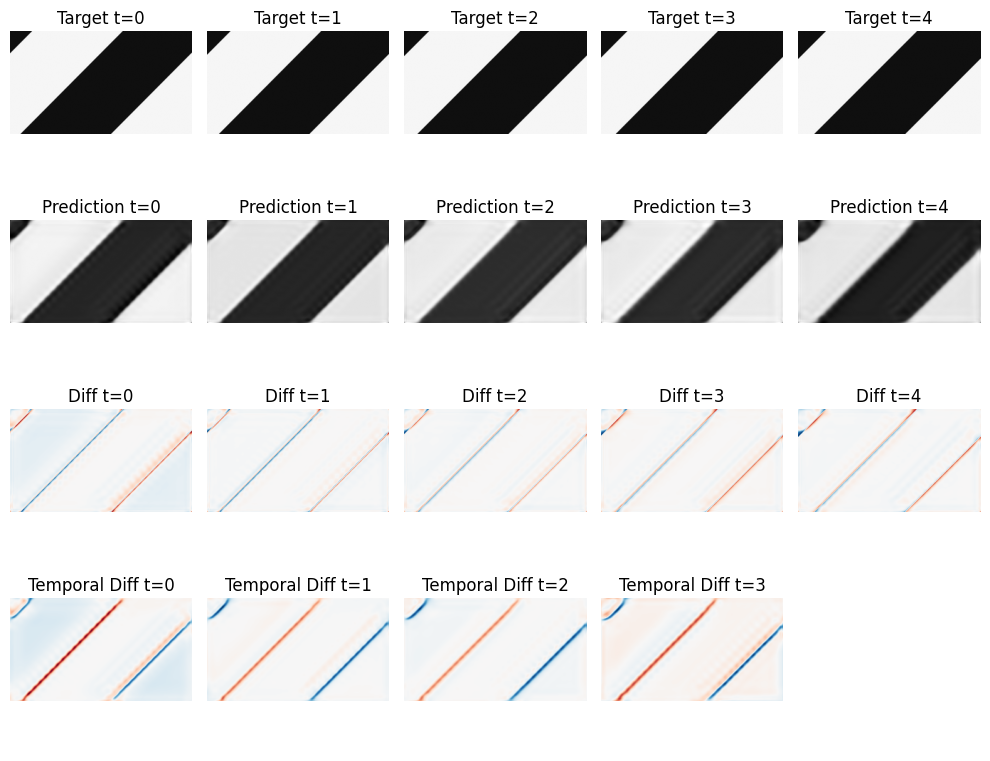 Target t=0 Target t=1 Target t=2 Target t=3 Target t=4
Prediction t=0 Prediction t=1 Prediction t=2 Prediction t=3 Prediction t=4
Diff t=0 Diff t=1 Diff t=2 Diff t=3 Diff t=4
Temporal Diff t=0 Temporal Diff t=1 Temporal Diff t=2 Temporal Diff t=3